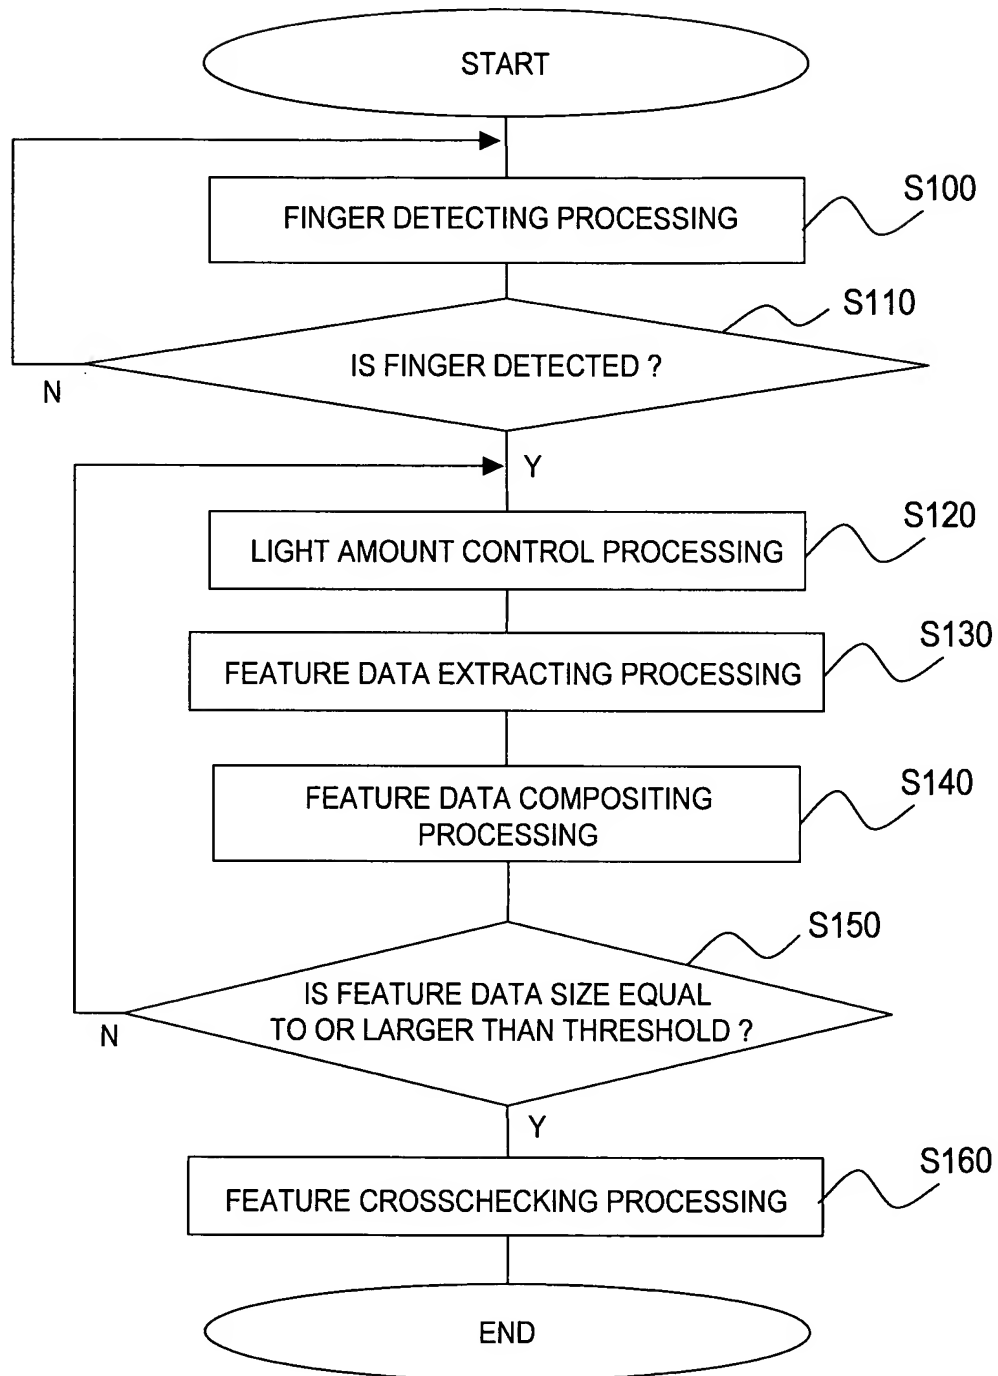 START
S100
FINGER DETECTING PROCESSING
S110
IS FINGER DETECTED ?
N
Y
S120
LIGHT AMOUNT CONTROL PROCESSING
S130
FEATURE DATA EXTRACTING PROCESSING
S140
FEATURE DATA COMPOSITING
PROCESSING
S150
IS FEATURE DATA SIZE EQUAL
TO OR LARGER THAN THRESHOLD ?
N
Y
S160
FEATURE CROSSCHECKING PROCESSING
END